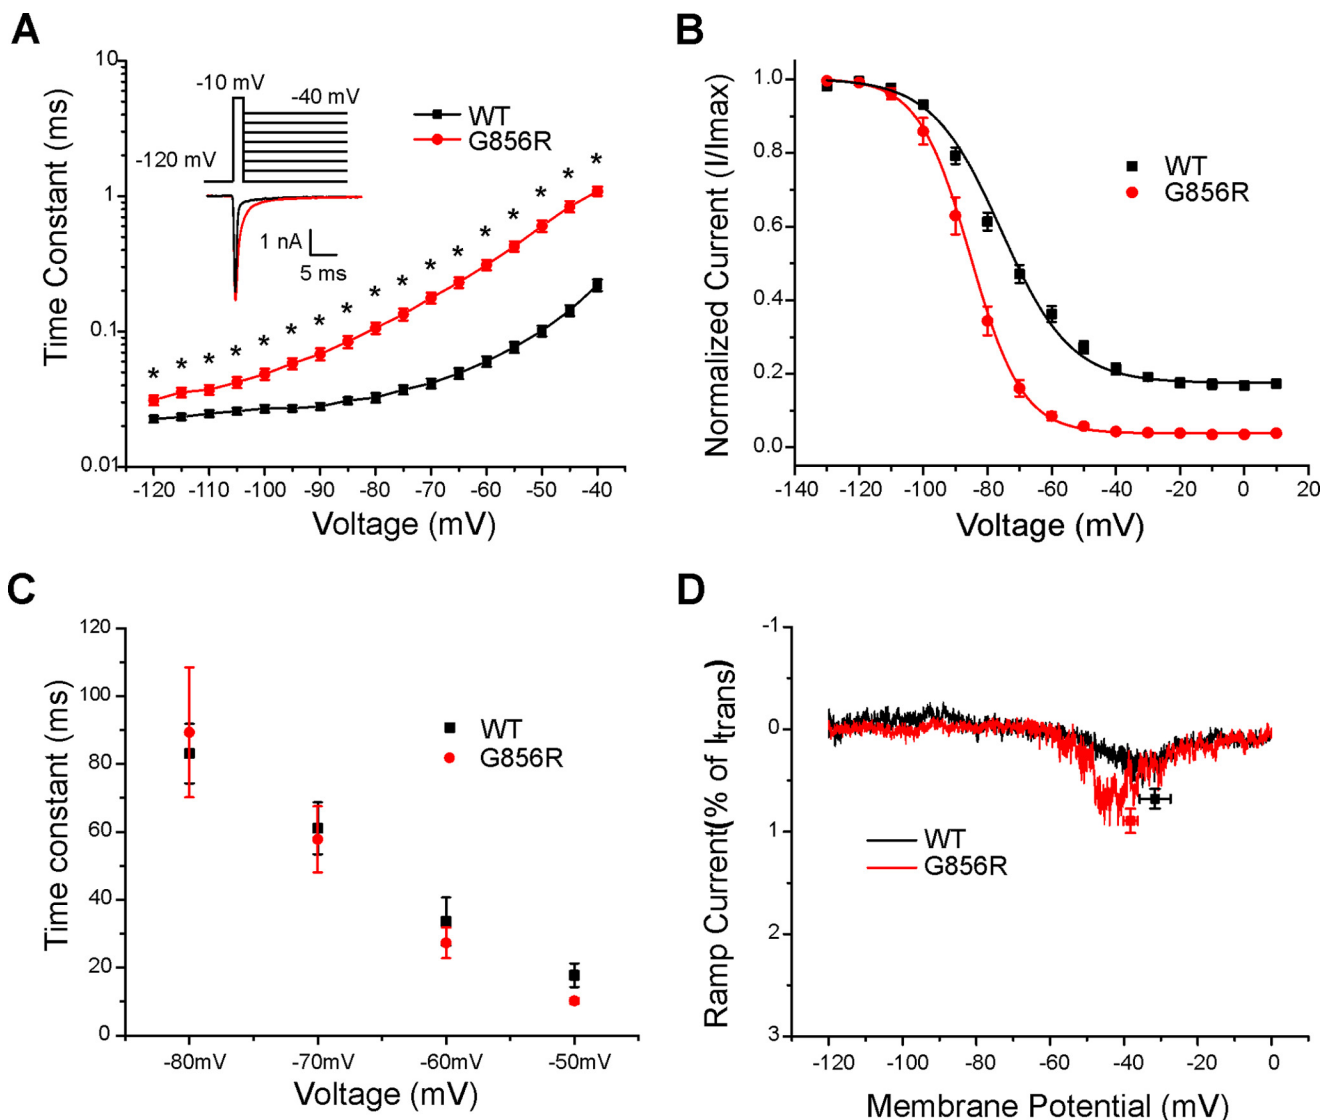 A
Time Constant (ms)
10
1
0.1
0.01
-10 mV
-40 mV
-120 mV
1 nA
5 ms
WT
G856R
* * * * * * * * * * * * * * * * *
-120 -110 -100 -90 -80 -70 -60 -50 -40
Voltage (mV)
B
Normalized Current (I/Imax)
1.0
0.8
0.6
0.4
0.2
0.0
WT
G856R
-140 -120 -100 -80 -60 -40 -20 0 20
Voltage (mV)
C
Time constant (ms)
120
100
80
60
40
20
0
WT
G856R
-80mV -70mV -60mV -50mV
Voltage (mV)
D
Ramp Current(% of Itrans)
-1
0
1
2
3
WT
G856R
-120 -100 -80 -60 -40 -20 0
Membrane Potential (mV)